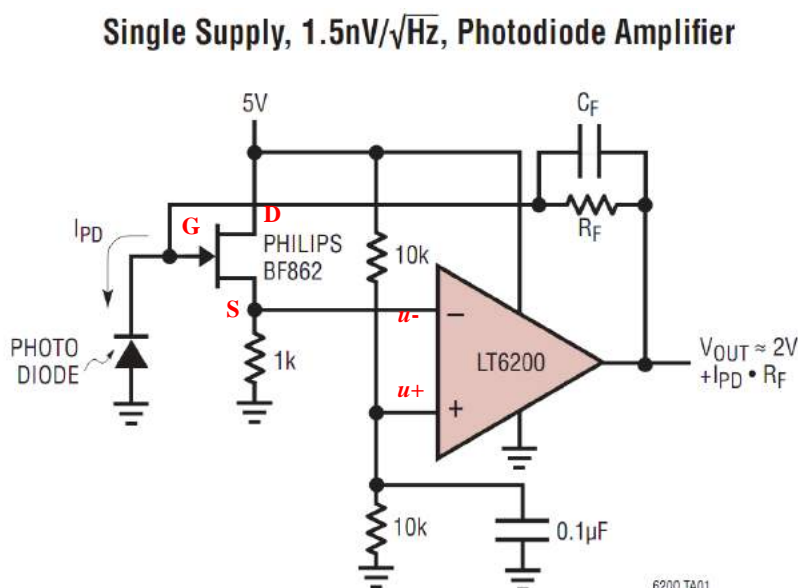 Single Supply, 1.5nV/√Hz, Photodiode Amplifier
5V
CF
IPD
G
D
RF
PHILIPS
BF862
10k
S
u-
PHOTO
DIODE
1k
LT6200
VOUT ≈ 2V
+IPD • RF
−
u+
+
10k
0.1µF
6200 TA01